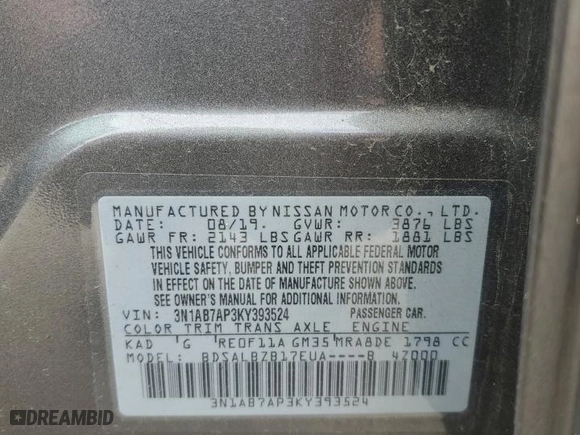 MANUFACTURED BY NISSAN MOTOR CO., LTD.
DATE: 08/19. GVWR: 3876 LBS
GAWR FR: 2143 LBS GAWR RR: 1881 LBS
THIS VEHICLE CONFORMS TO ALL APPLICABLE FEDERAL MOTOR
VEHICLE SAFETY, BUMPER AND THEFT PREVENTION STANDARDS
IN EFFECT ON THE DATE OF MANUFACTURE SHOWN ABOVE.
SEE OWNER'S MANUAL FOR ADDITIONAL INFORMATION.
VIN: 3N1AB7AP3KY393524 PASSENGER CAR.
COLOR TRIM TRANS AXLE ENGINE
KAD 'G 'RE0F11A GM35'MRA8DE 1798 CC
MODEL: BDSALBZB17EUA----B 47000
3N1AB7AP3KY393524
DREAMBID